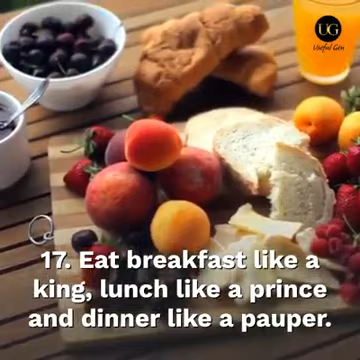 UG
Useful Gen
17. Eat breakfast like a
king, lunch like a prince
and dinner like a pauper.